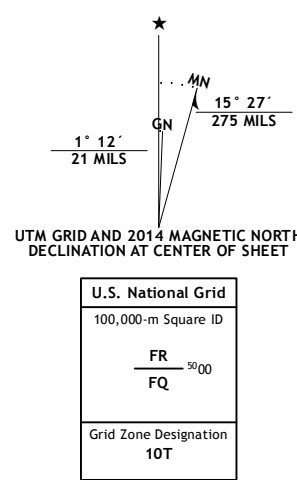 ★
MN
GN
15° 27´
275 MILS
1° 12´
21 MILS
UTM GRID AND 2014 MAGNETIC NORTH
DECLINATION AT CENTER OF SHEET
U.S. National Grid
100,000-m Square ID
FR
5000
FQ
Grid Zone Designation
10T